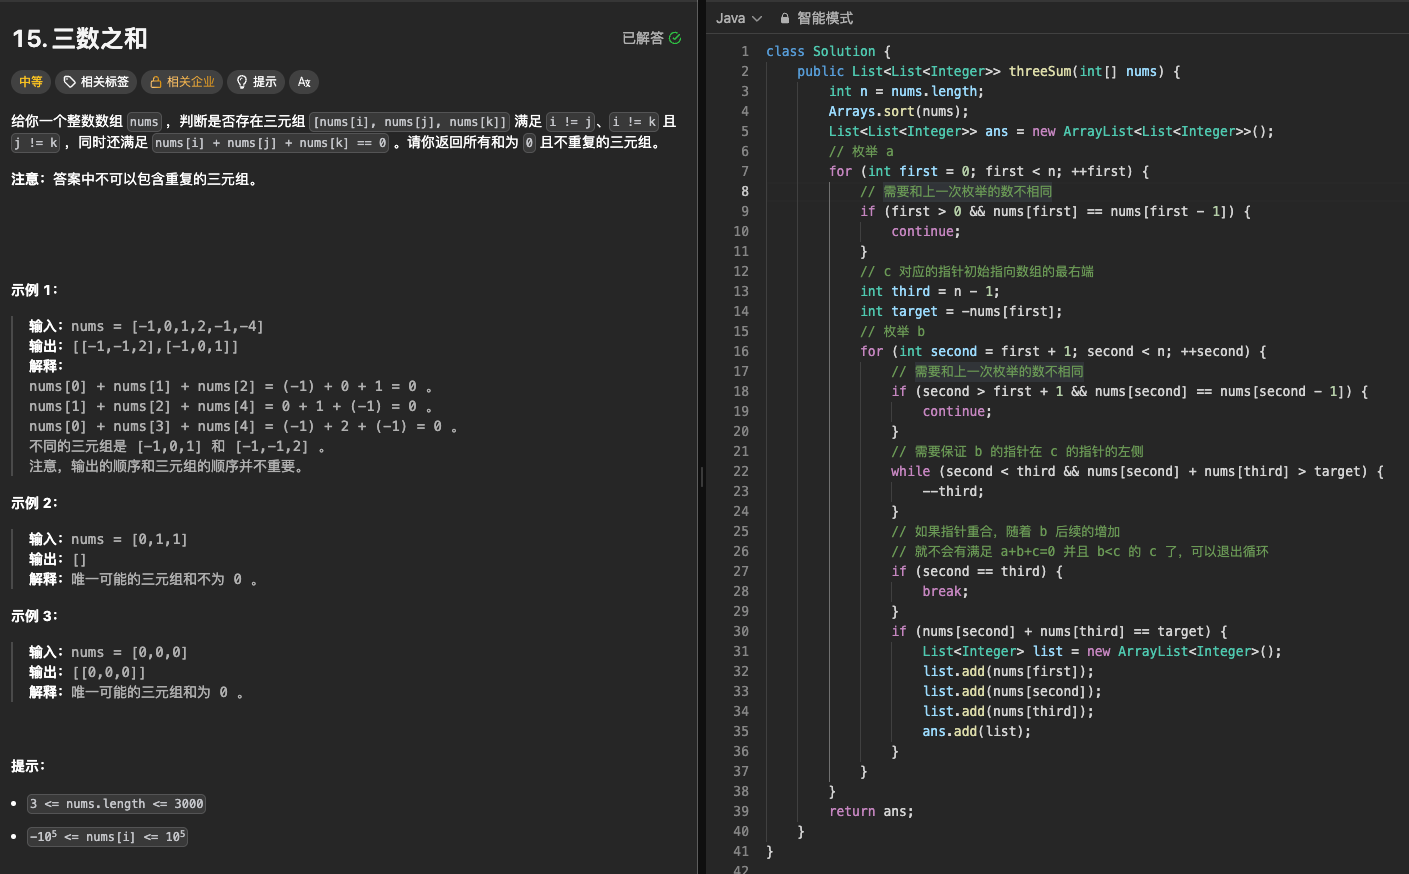 15. 三数之和
已解答
中等
相关标签
相关企业
提示
给你一个整数数组 nums ，判断是否存在三元组 [nums[i], nums[j], nums[k]] 满足 i != j、i != k 且
j != k ，同时还满足 nums[i] + nums[j] + nums[k] == 0 。请你返回所有和为 0 且不重复的三元组。
注意：答案中不可以包含重复的三元组。
示例 1：
输入：nums = [-1,0,1,2,-1,-4]
输出：[[-1,-1,2],[-1,0,1]]
解释：
nums[0] + nums[1] + nums[2] = (-1) + 0 + 1 = 0 。
nums[1] + nums[2] + nums[4] = 0 + 1 + (-1) = 0 。
nums[0] + nums[3] + nums[4] = (-1) + 2 + (-1) = 0 。
不同的三元组是 [-1,0,1] 和 [-1,-1,2] 。
注意，输出的顺序和三元组的顺序并不重要。
示例 2：
输入：nums = [0,1,1]
输出：[]
解释：唯一可能的三元组和不为 0 。
示例 3：
输入：nums = [0,0,0]
输出：[[0,0,0]]
解释：唯一可能的三元组和为 0 。
提示：
• 3 <= nums.length <= 3000
• -10⁵ <= nums[i] <= 10⁵
Java 智能模式
1 class Solution {
2 public List<List<Integer>> threeSum(int[] nums) {
3 int n = nums.length;
4 Arrays.sort(nums);
5 List<List<Integer>> ans = new ArrayList<List<Integer>>();
6 // 枚举 a
7 for (int first = 0; first < n; ++first) {
8 // 需要和上一次枚举的数不相同
9 if (first > 0 && nums[first] == nums[first - 1]) {
10 continue;
11 }
12 // c 对应的指针初始指向数组的最右端
13 int third = n - 1;
14 int target = -nums[first];
15 // 枚举 b
16 for (int second = first + 1; second < n; ++second) {
17 // 需要和上一次枚举的数不相同
18 if (second > first + 1 && nums[second] == nums[second - 1]) {
19 continue;
20 }
21 // 需要保证 b 的指针在 c 的指针的左侧
22 while (second < third && nums[second] + nums[third] > target) {
23 --third;
24 }
25 // 如果指针重合，随着 b 后续的增加
26 // 就不会有满足 a+b+c=0 并且 b<c 的 c 了，可以退出循环
27 if (second == third) {
28 break;
29 }
30 if (nums[second] + nums[third] == target) {
31 List<Integer> list = new ArrayList<Integer>();
32 list.add(nums[first]);
33 list.add(nums[second]);
34 list.add(nums[third]);
35 ans.add(list);
36 }
37 }
38 }
39 return ans;
40 }
41 }
42